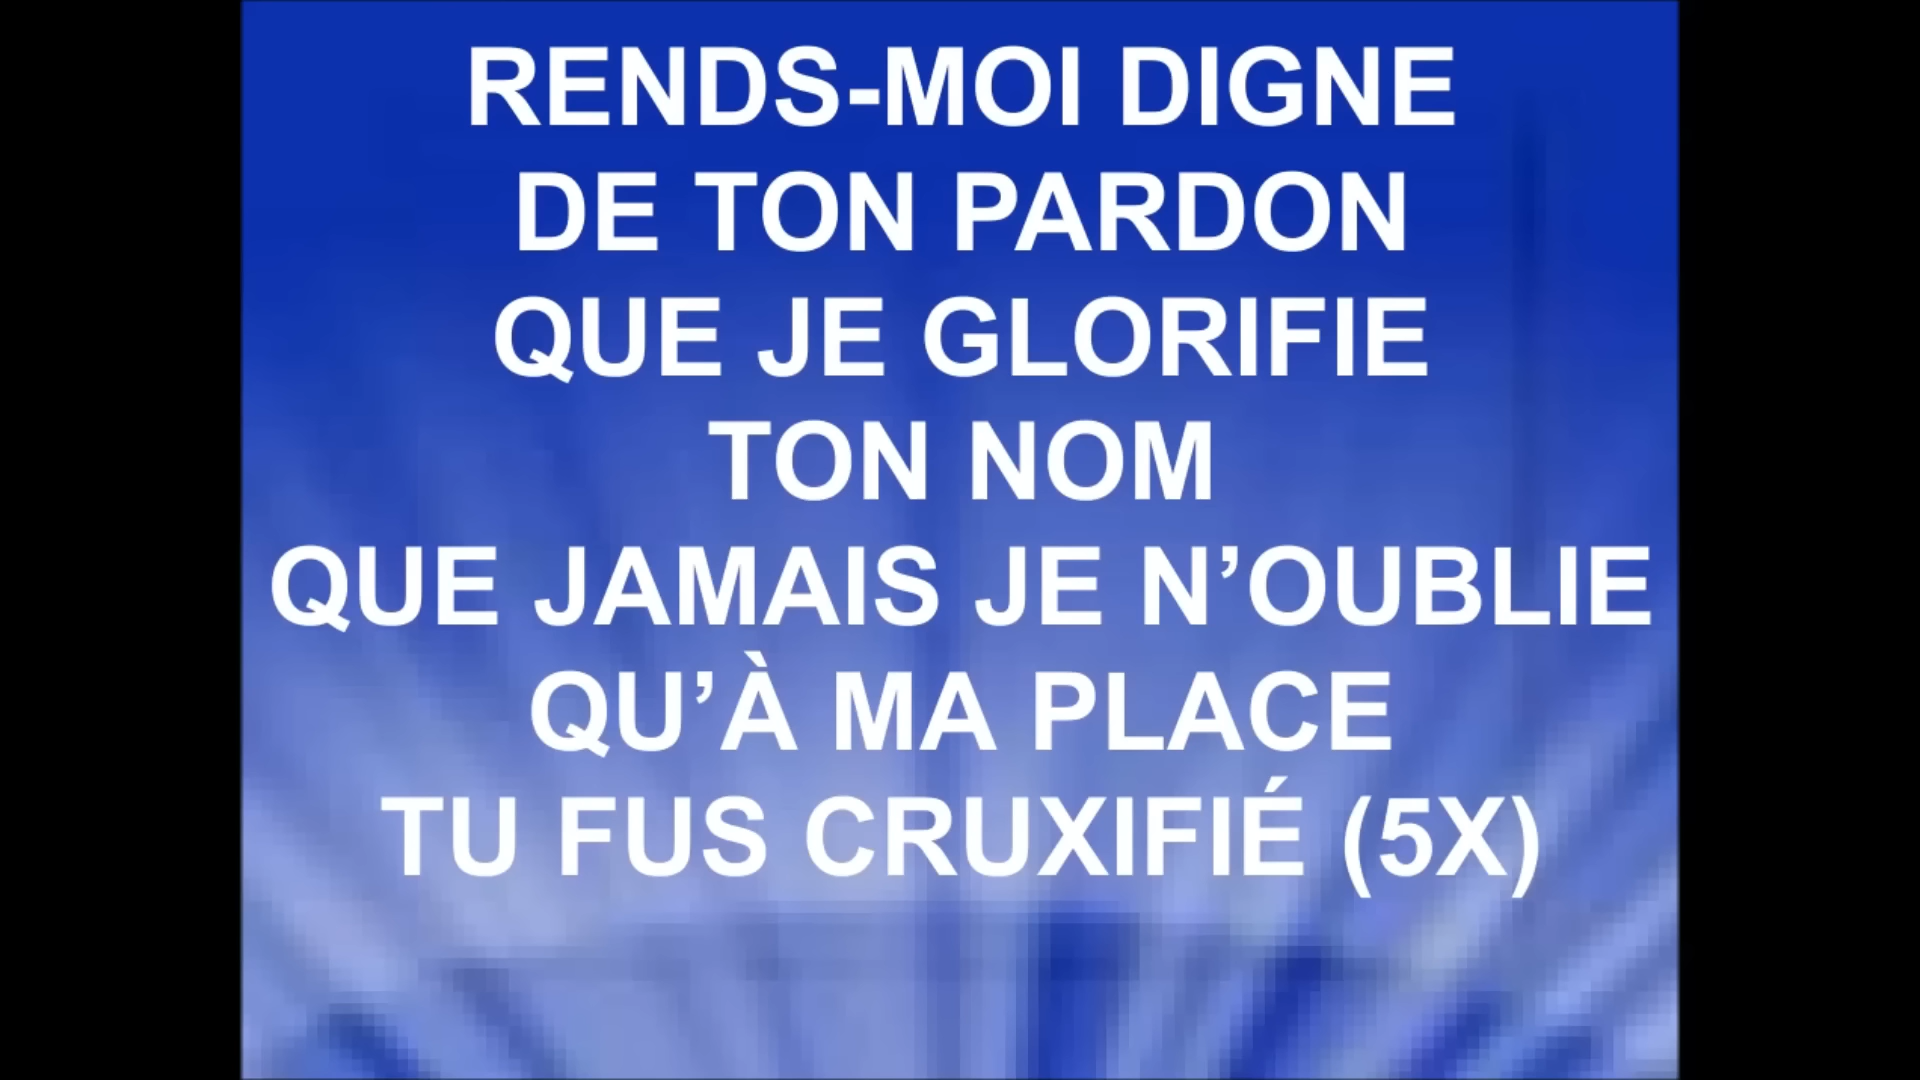 RENDS-MOI DIGNE
DE TON PARDON
QUE JE GLORIFIE
TON NOM
QUE JAMAIS JE N’OUBLIE
QU’À MA PLACE
TU FUS CRUXIFIÉ (5X)